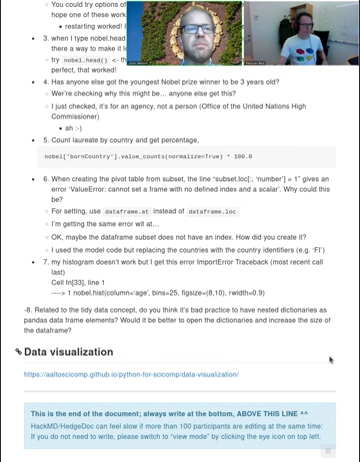 You could try options of
hope one of these work
restarting worked! I
3. when I type nobel.head
there a way to make it l
try nobel.head() <- th
perfect, that worked!
4. Has anyone else got the youngest Nobel prize winner to be 3 years old?
Wer're checking why this might be... anyone else get this?
I just checked, it's for an agency, not a person (Office of the United Nations High
Commissioner)
ah :-)
5. Count laureate by country and get percentage,
nobel['bornCountry'].value_counts(normalize=True) * 100.0
6. When creating the pivot table from subset, the line "subset.loc[:, 'number'] = 1" gives an
error 'ValueError: cannot set a frame with no defined index and a scalar'. Why could this
be?
For setting, use dataframe.at instead of dataframe.loc
I'm getting the same error wit at...
OK, maybe the dataframe subset does not have an index. How did you create it?
I used the model code but replacing the countries with the country identifiers (e.g. 'FI')
7. my histogram doesn't work but I get this error ImportError Traceback (most recent call
last)
Cell In[33], line 1
----> 1 nobel.hist(column='age', bins=25, figsize=(8,10), rwidth=0.9)
-8. Related to the tidy data concept, do you think it's bad practice to have nested dictionaries as
pandas data frame elements? Would it be better to open the dictionaries and increase the size of
the dataframe?
Data visualization
https://aaltoscicomp.github.io/python-for-scicomp/data-visualization/
This is the end of the document; always write at the bottom, ABOVE THIS LINE ^^
HackMD/HedgeDoc can feel slow if more than 100 participants are editing at the same time:
If you do not need to write, please switch to "view mode" by clicking the eye icon on top left.